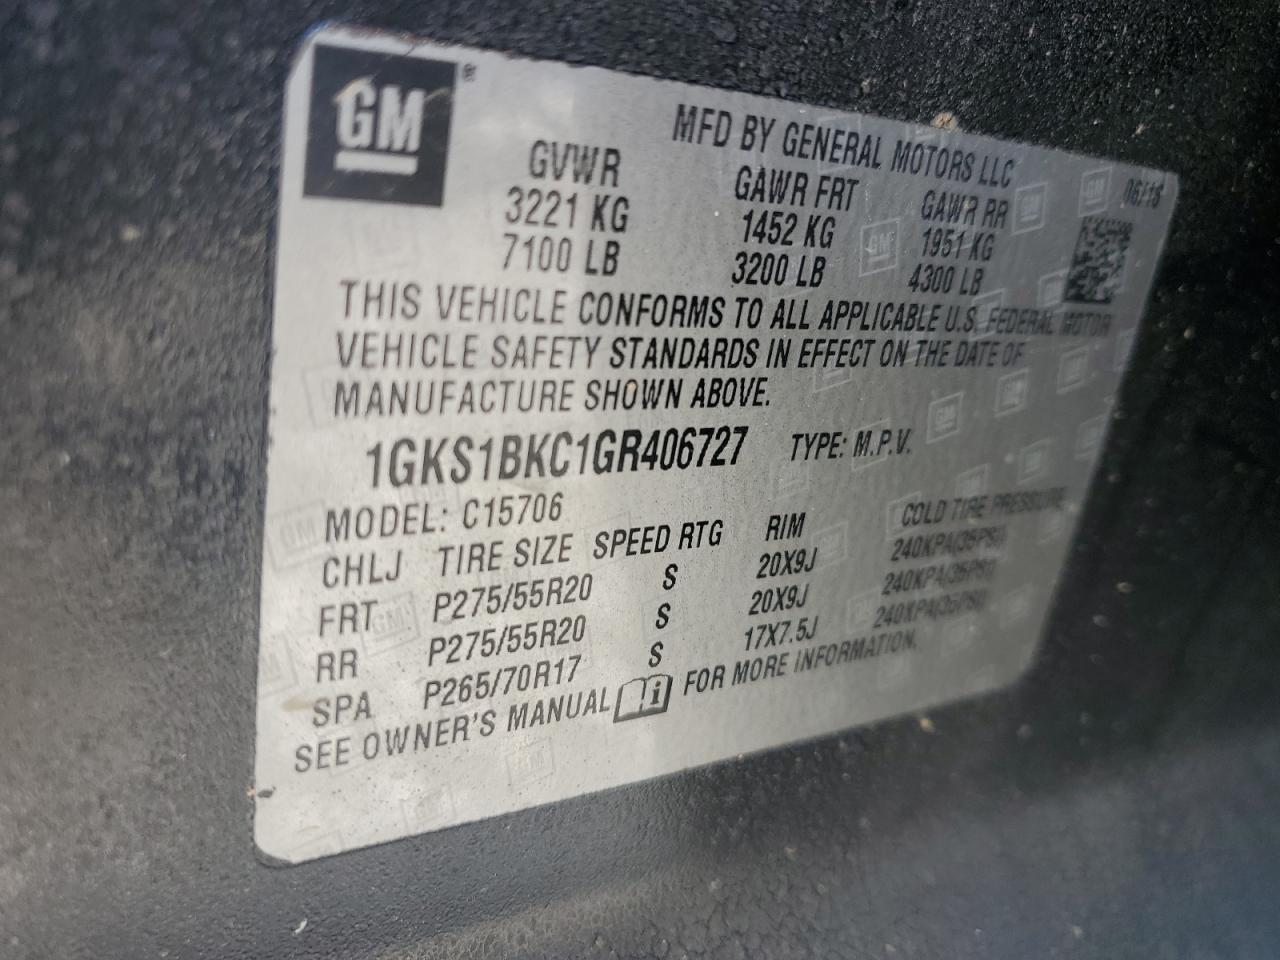 GM®
MFD BY GENERAL MOTORS LLC
GVWR GAWR FRT GAWR RR 06/16
3221 KG 1452 KG 1951 KG
7100 LB 3200 LB 4300 LB
THIS VEHICLE CONFORMS TO ALL APPLICABLE U.S. FEDERAL MOTOR
VEHICLE SAFETY STANDARDS IN EFFECT ON THE DATE OF
MANUFACTURE SHOWN ABOVE.
1GKS1BKC1GR406727 TYPE: M.P.V.
MODEL: C15706
CHLJ TIRE SIZE SPEED RTG RIM COLD TIRE PRESSURE
FRT P275/55R20 S 20X9J 240KPA(35PSI)
RR P275/55R20 S 20X9J 240KPA(35PSI)
SPA P265/70R17 S 17X7.5J 240KPA(35PSI)
SEE OWNER'S MANUAL FOR MORE INFORMATION.